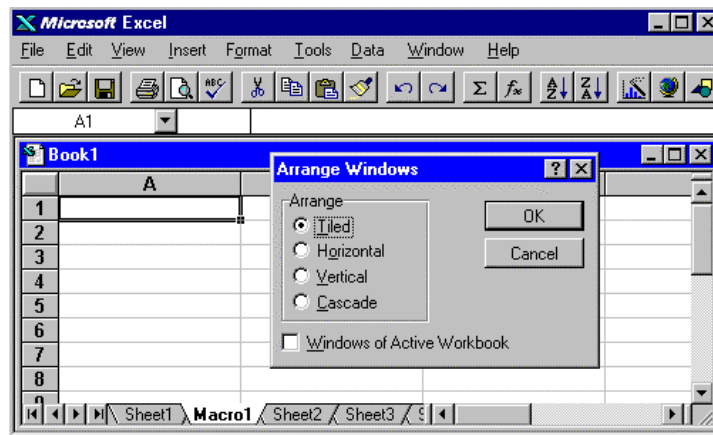 Microsoft Excel
File Edit View Insert Format Tools Data Window Help
ABC Σ fx A Z Z A
A1
Book1
Arrange Windows ?
A
Arrange
1 OK
Tiled
2
Horizontal
3 Cancel
Vertical
4
Cascade
5
6
Windows of Active Workbook
7
8
Sheet1 Macro1 Sheet2 Sheet3